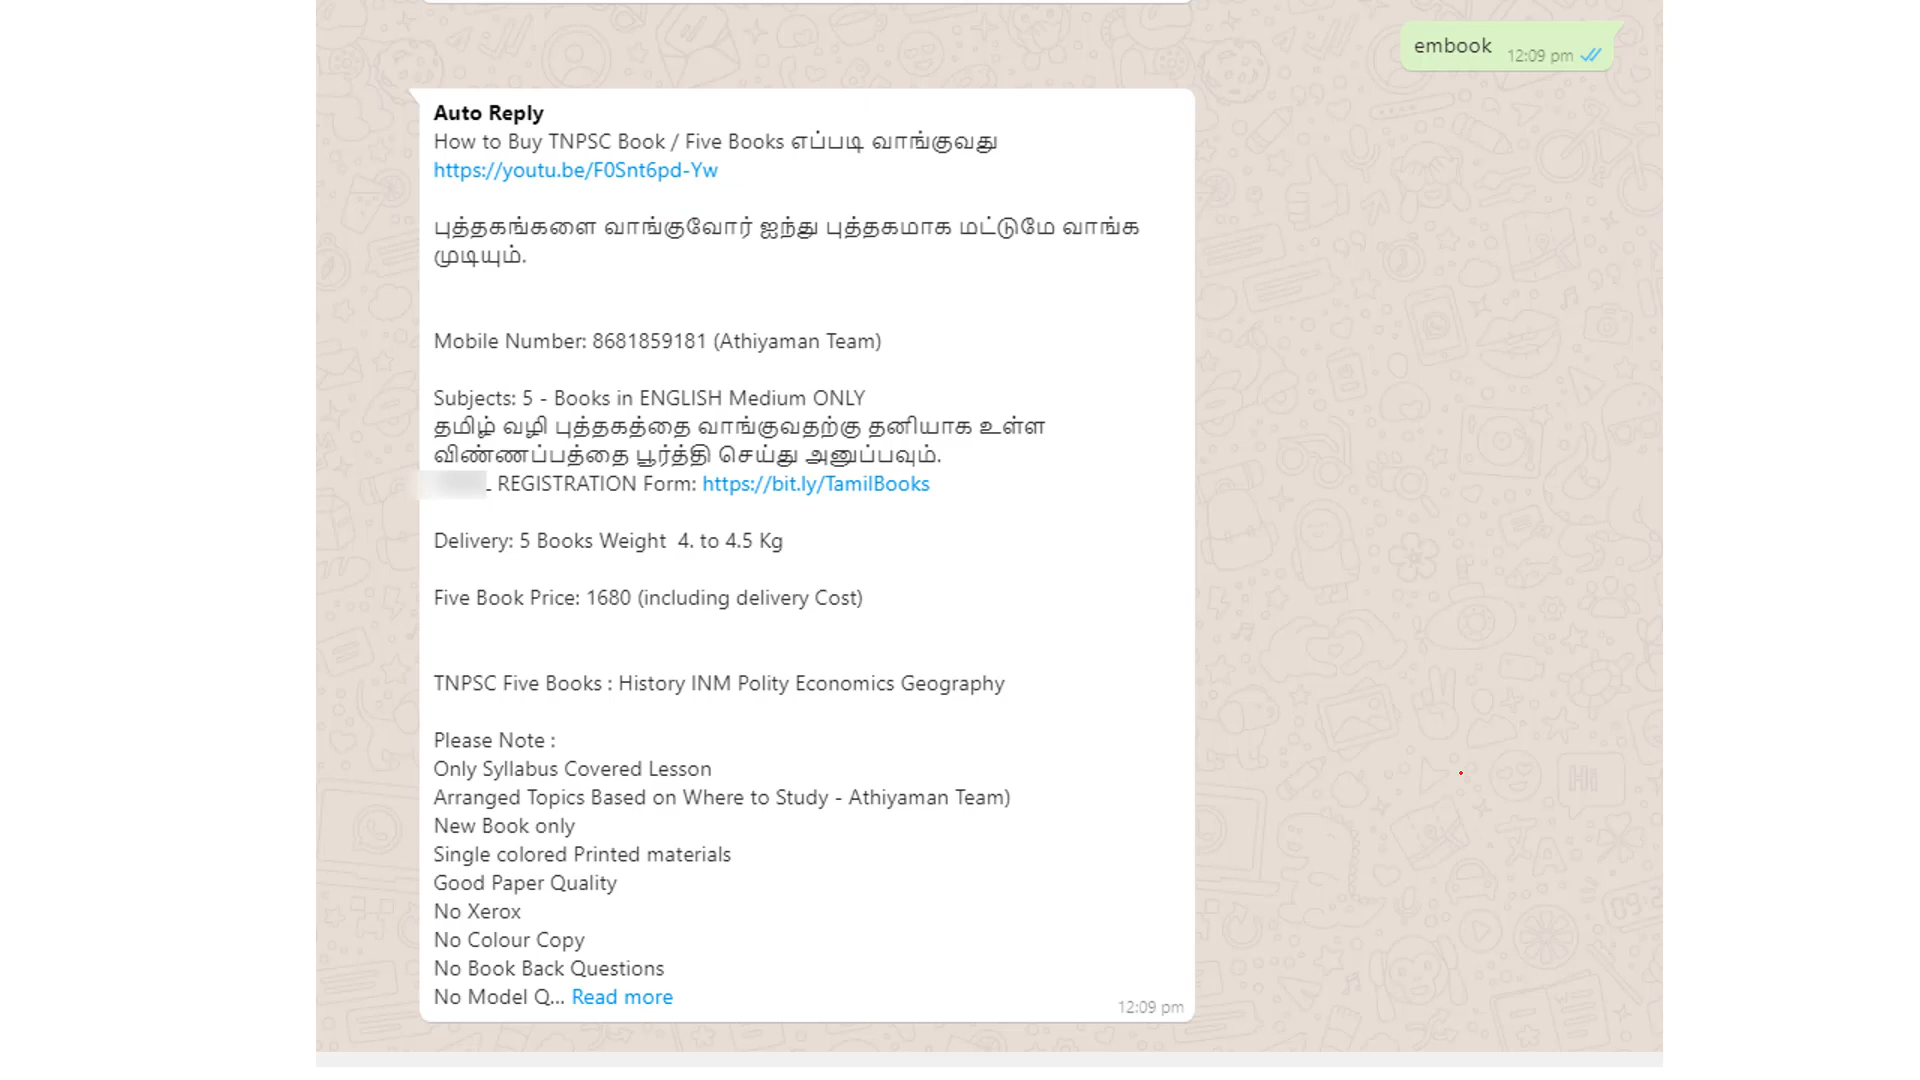 embook 12:09 pm
Auto Reply
How to Buy TNPSC Book / Five Books எப்படி வாங்குவது
https://youtu.be/F0Snt6pd-Yw
புத்தகங்களை வாங்குவோர் ஐந்து புத்தகமாக மட்டுமே வாங்க
முடியும்.
Mobile Number: 8681859181 (Athiyaman Team)
Subjects: 5 - Books in ENGLISH Medium ONLY
தமிழ் வழி புத்தகத்தை வாங்குவதற்கு தனியாக உள்ள
விண்ணப்பத்தை பூர்த்தி செய்து அனுப்பவும்.
REGISTRATION Form: https://bit.ly/TamilBooks
Delivery: 5 Books Weight  4. to 4.5 Kg
Five Book Price: 1680 (including delivery Cost)
TNPSC Five Books : History INM Polity Economics Geography
Please Note :
Only Syllabus Covered Lesson
Arranged Topics Based on Where to Study - Athiyaman Team)
New Book only
Single colored Printed materials
Good Paper Quality
No Xerox
No Colour Copy
No Book Back Questions
No Model Q... Read more
12:09 pm